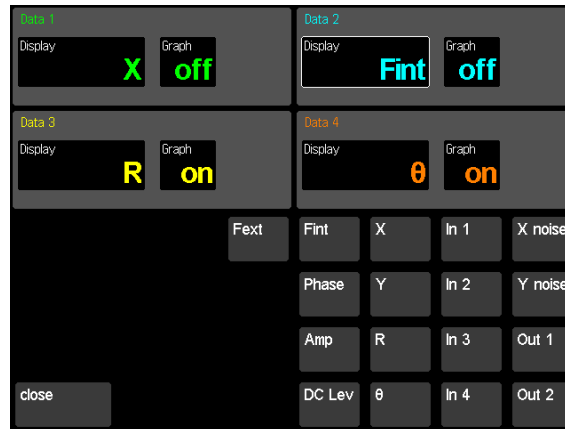 Data 1
Display
X
Graph
off
Data 2
Display
Fint
Graph
off
Data 3
Display
R
Graph
on
Data 4
Display
θ
Graph
on
Fext
Fint
X
In 1
X noise
Phase
Y
In 2
Y noise
Amp
R
In 3
Out 1
close
DC Lev
θ
In 4
Out 2